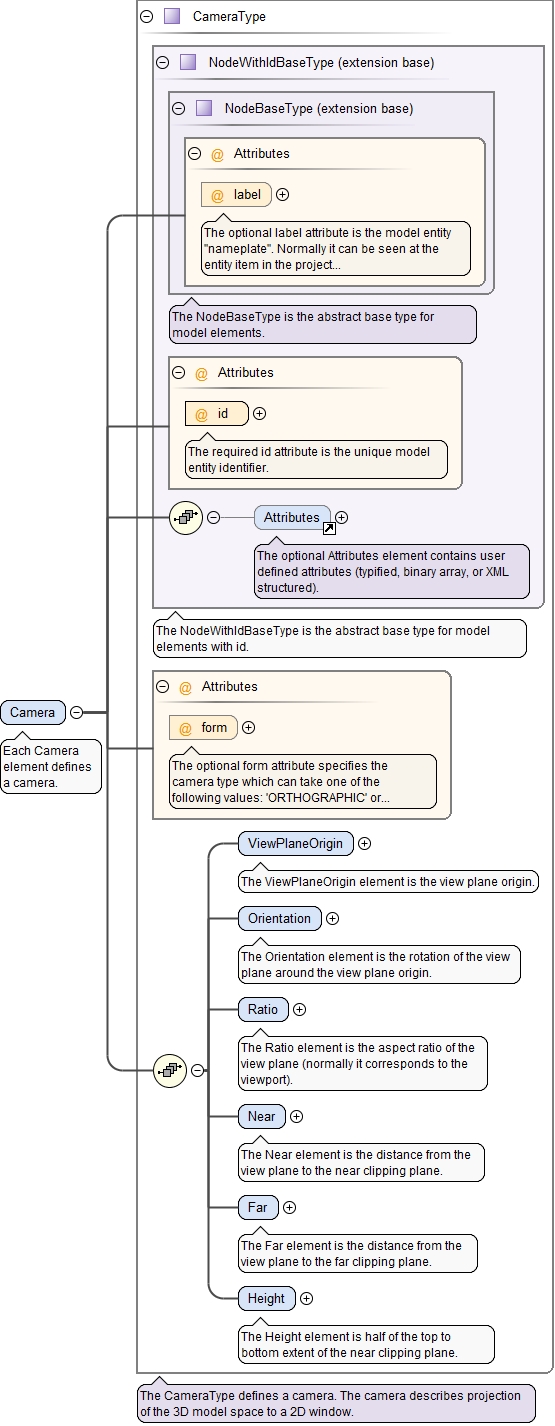 CameraType
NodeWithIdBaseType (extension base)
NodeBaseType (extension base)
@ Attributes
@ label
The optional label attribute is the model entity
"nameplate". Normally it can be seen at the
entity item in the project...
The NodeBaseType is the abstract base type for
model elements.
@ Attributes
@ id
The required id attribute is the unique model
entity identifier.
Attributes
The optional Attributes element contains user
defined attributes (typified, binary array, or XML
structured).
The NodeWithIdBaseType is the abstract base type for model
elements with id.
Camera
Each Camera
element defines
a camera.
@ Attributes
@ form
The optional form attribute specifies the
camera type which can take one of the
following values: 'ORTHOGRAPHIC' or...
ViewPlaneOrigin
The ViewPlaneOrigin element is the view plane origin.
Orientation
The Orientation element is the rotation of the view
plane around the view plane origin.
Ratio
The Ratio element is the aspect ratio of the
view plane (normally it corresponds to the
viewport).
Near
The Near element is the distance from the
view plane to the near clipping plane.
Far
The Far element is the distance from the
view plane to the far clipping plane.
Height
The Height element is half of the top to
bottom extent of the near clipping plane.
The CameraType defines a camera. The camera describes projection
of the 3D model space to a 2D window.